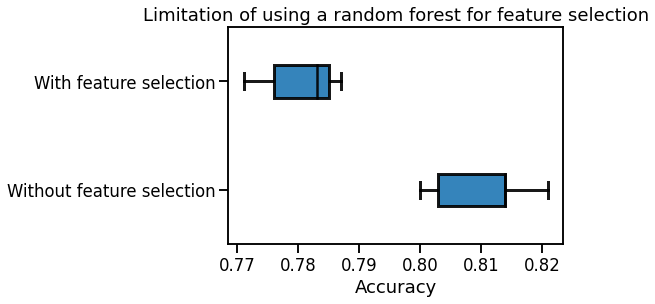 Limitation of using a random forest for feature selection
With feature selection
Without feature selection
0.77 0.78 0.79 0.80 0.81 0.82
Accuracy